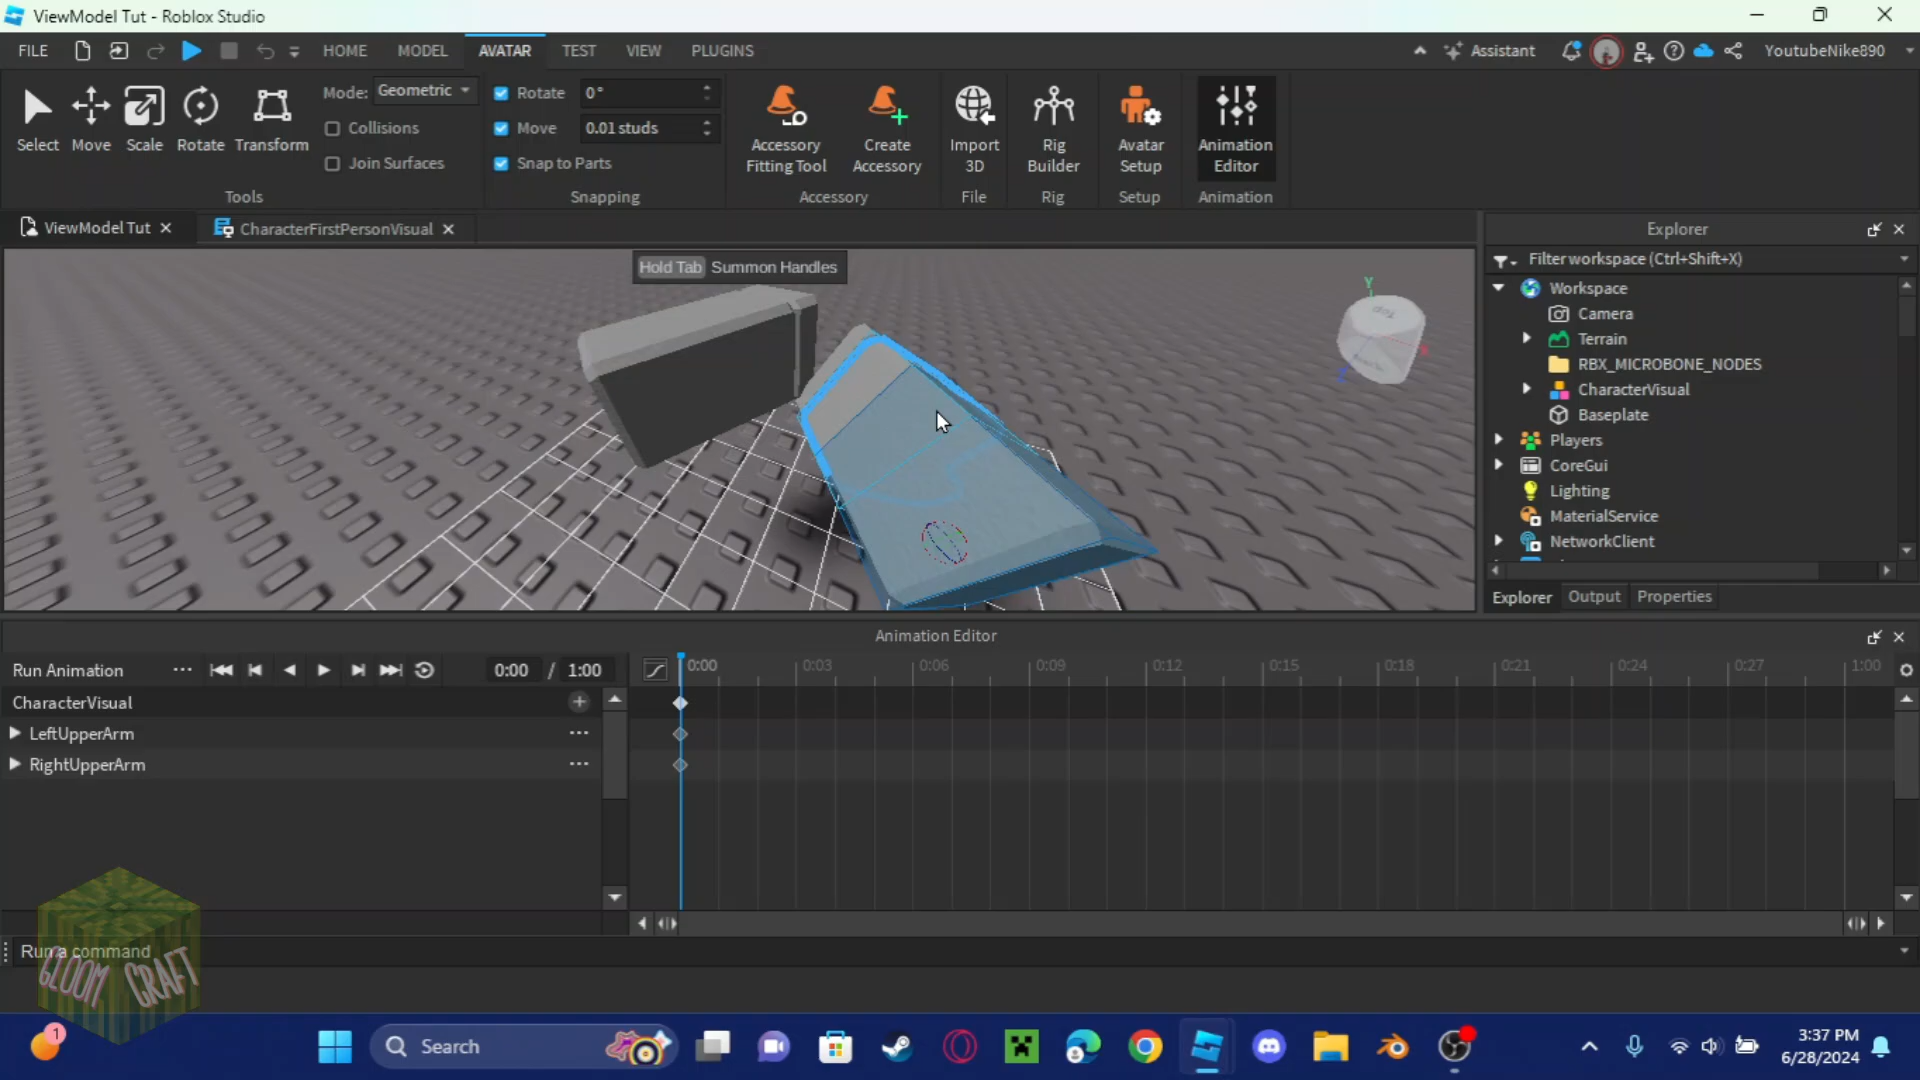 ViewModel Tut - Roblox Studio
FILE HOME MODEL AVATAR TEST VIEW PLUGINS Assistant YoutubeNike890
Select Move Scale Rotate Transform
Mode: Geometric
Collisions
Join Surfaces
Tools
Rotate 0°
Move 0.01 studs
Snap to Parts
Snapping
Accessory Fitting Tool
Create Accessory
Accessory
Import 3D
File
Rig Builder
Rig
Avatar Setup
Setup
Animation Editor
Animation
ViewModel Tut
CharacterFirstPersonVisual
Hold Tab Summon Handles
Y
Top
Explorer
Filter workspace (Ctrl+Shift+X)
Workspace
Camera
Terrain
RBX_MICROBONE_NODES
CharacterVisual
Baseplate
Players
CoreGui
Lighting
MaterialService
NetworkClient
Explorer Output Properties
Animation Editor
Run Animation 0:00 / 1:00
0:00 0:03 0:06 0:09 0:12 0:15 0:18 0:21 0:24 0:27 1:00
CharacterVisual
LeftUpperArm
RightUpperArm
Run a command
GLOOM CRAFT
1
Search
3:37 PM
6/28/2024